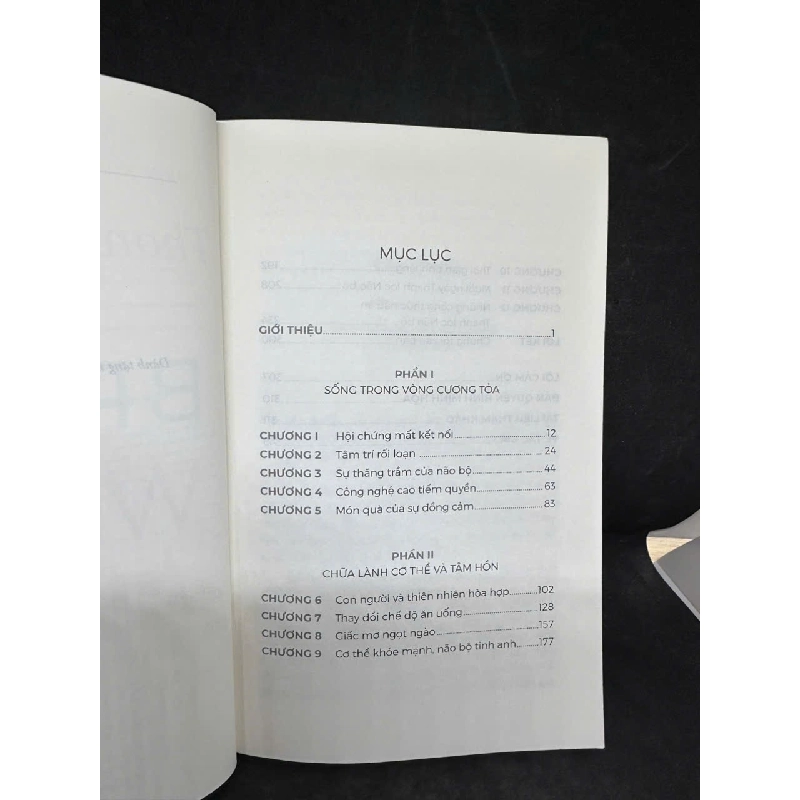 MỤC LỤC
GIỚI THIỆU 1
PHẦN I
SỐNG TRONG VÒNG CƯƠNG TỎA
CHƯƠNG 1 Hội chứng mất kết nối 12
CHƯƠNG 2 Tâm trí rối loạn 24
CHƯƠNG 3 Sự thăng trầm của não bộ 44
CHƯƠNG 4 Công nghệ cao tiếm quyền 63
CHƯƠNG 5 Món quà của sự đồng cảm 83
PHẦN II
CHỮA LÀNH CƠ THỂ VÀ TÂM HỒN
CHƯƠNG 6 Con người và thiên nhiên hòa hợp 102
CHƯƠNG 7 Thay đổi chế độ ăn uống 128
CHƯƠNG 8 Giấc mơ ngọt ngào 157
CHƯƠNG 9 Cơ thể khỏe mạnh, não bộ tinh anh 177